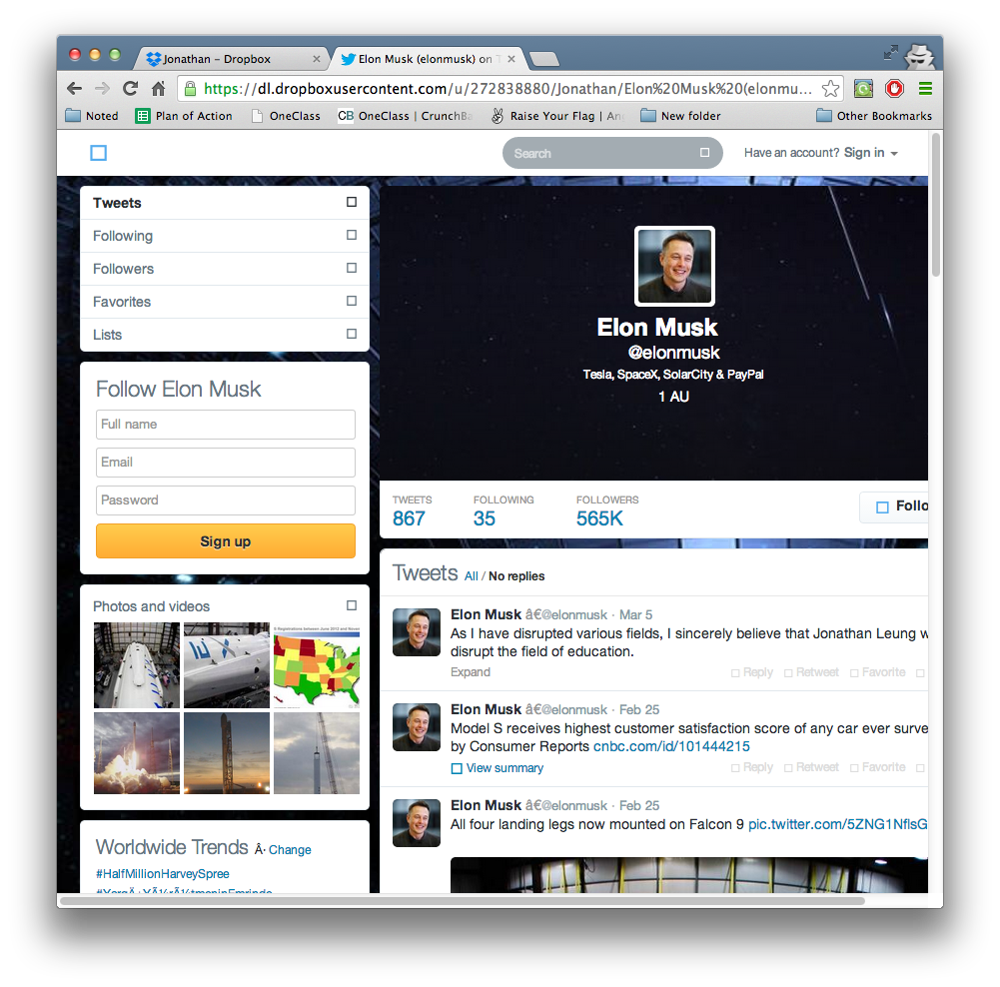 Jonathan – Dropbox
Elon Musk (elonmusk) on T
https://dl.dropboxusercontent.com/u/272838880/Jonathan/Elon%20Musk%20(elonmu...
Noted
Plan of Action
OneClass
CB OneClass | CrunchBa
Raise Your Flag | Ang
New folder
Other Bookmarks
Search
Have an account? Sign in
Tweets
Following
Followers
Favorites
Lists
Elon Musk
@elonmusk
Tesla, SpaceX, SolarCity & PayPal
1 AU
Follow Elon Musk
Full name
Email
Password
Sign up
TWEETS
867
FOLLOWING
35
FOLLOWERS
565K
Follo
Photos and videos
Tweets All / No replies
Elon Musk â€@elonmusk · Mar 5
As I have disrupted various fields, I sincerely believe that Jonathan Leung w
disrupt the field of education.
Expand
Reply Retweet Favorite
Elon Musk â€@elonmusk · Feb 25
Model S receives highest customer satisfaction score of any car ever surve
by Consumer Reports cnbc.com/id/101444215
View summary
Reply Retweet Favorite
Elon Musk â€@elonmusk · Feb 25
All four landing legs now mounted on Falcon 9 pic.twitter.com/5ZNG1NflsG
Worldwide Trends Â· Change
#HalfMillionHarveySpree